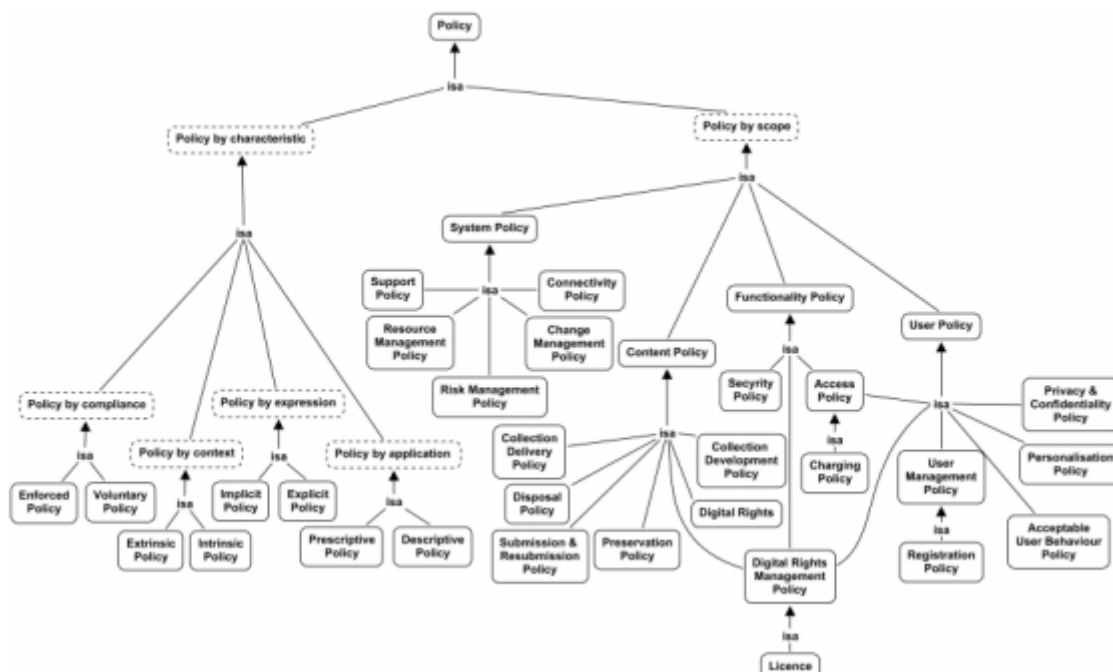 Policy
isa
Policy by characteristic
Policy by scope
isa
isa
System Policy
Support
Policy
isa
Connectivity
Policy
Resource
Management
Policy
Change
Management
Policy
Risk Management
Policy
Functionality Policy
isa
User Policy
Content Policy
Secyrity
Policy
Access
Policy
isa
Charging
Policy
isa
Privacy
& Confidentiality
Policy
Personalisation
Policy
User
Management
Policy
isa
Registration
Policy
Acceptable
User Behaviour
Policy
Policy by compliance
isa
Enforced
Policy
Voluntary
Policy
Policy by context
isa
Extrinsic
Policy
Intrinsic
Policy
Policy by expression
isa
Implicit
Policy
Explicit
Policy
Policy by application
isa
Prescriptive
Policy
Descriptive
Policy
isa
Collection
Delivery
Policy
Collection
Development
Policy
Disposal
Policy
Digital Rights
Submission &
Resubmission
Policy
Preservation
Policy
Digital Rights
Management
Policy
isa
Licence